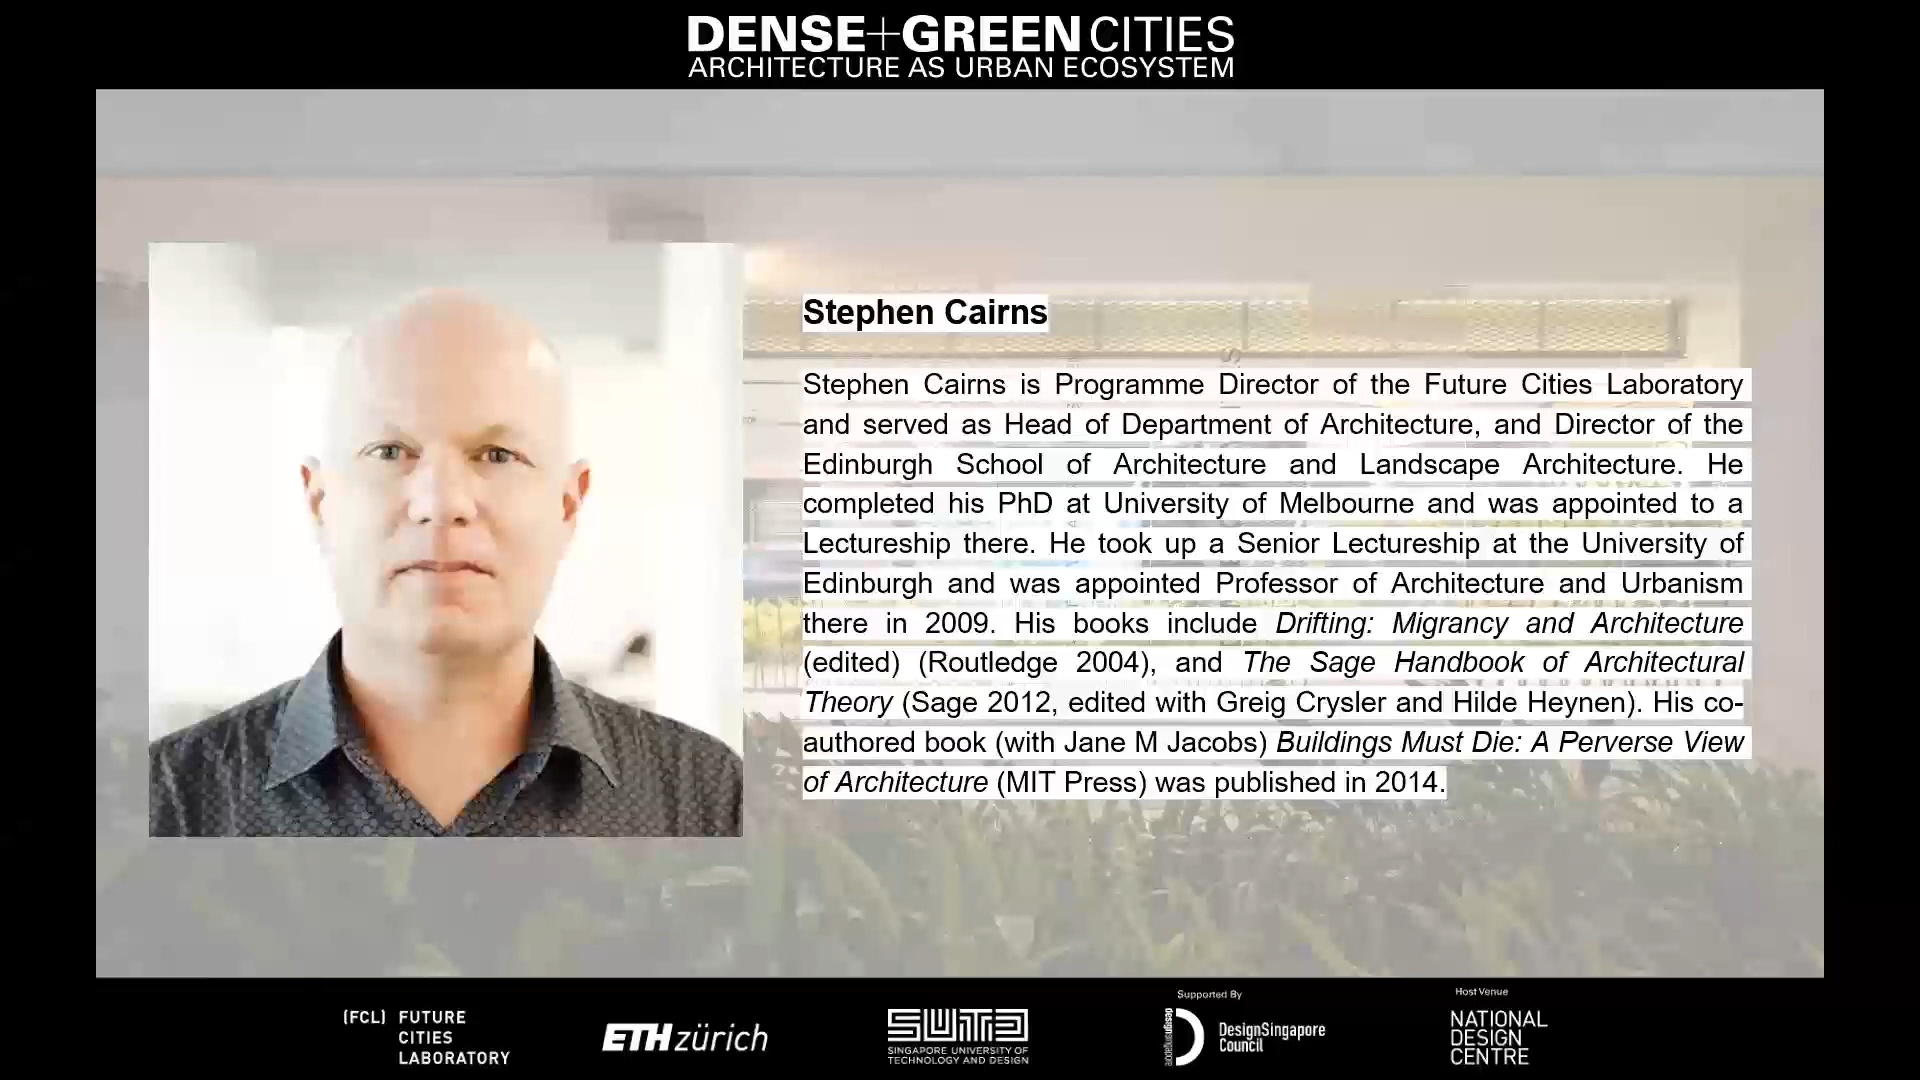 DENSE+GREEN CITIES
ARCHITECTURE AS URBAN ECOSYSTEM
Stephen Cairns
Stephen Cairns is Programme Director of the Future Cities Laboratory
and served as Head of Department of Architecture, and Director of the
Edinburgh School of Architecture and Landscape Architecture. He
completed his PhD at University of Melbourne and was appointed to a
Lectureship there. He took up a Senior Lectureship at the University of
Edinburgh and was appointed Professor of Architecture and Urbanism
there in 2009. His books include Drifting: Migrancy and Architecture
(edited) (Routledge 2004), and The Sage Handbook of Architectural
Theory (Sage 2012, edited with Greig Crysler and Hilde Heynen). His co-
authored book (with Jane M Jacobs) Buildings Must Die: A Perverse View
of Architecture (MIT Press) was published in 2014.
(FCL) FUTURE
CITIES
LABORATORY
ETH zürich
SUTD
SINGAPORE UNIVERSITY OF
TECHNOLOGY AND DESIGN
Supported By
designsingapore
DesignSingapore
Council
Host Venue
NATIONAL
DESIGN
CENTRE